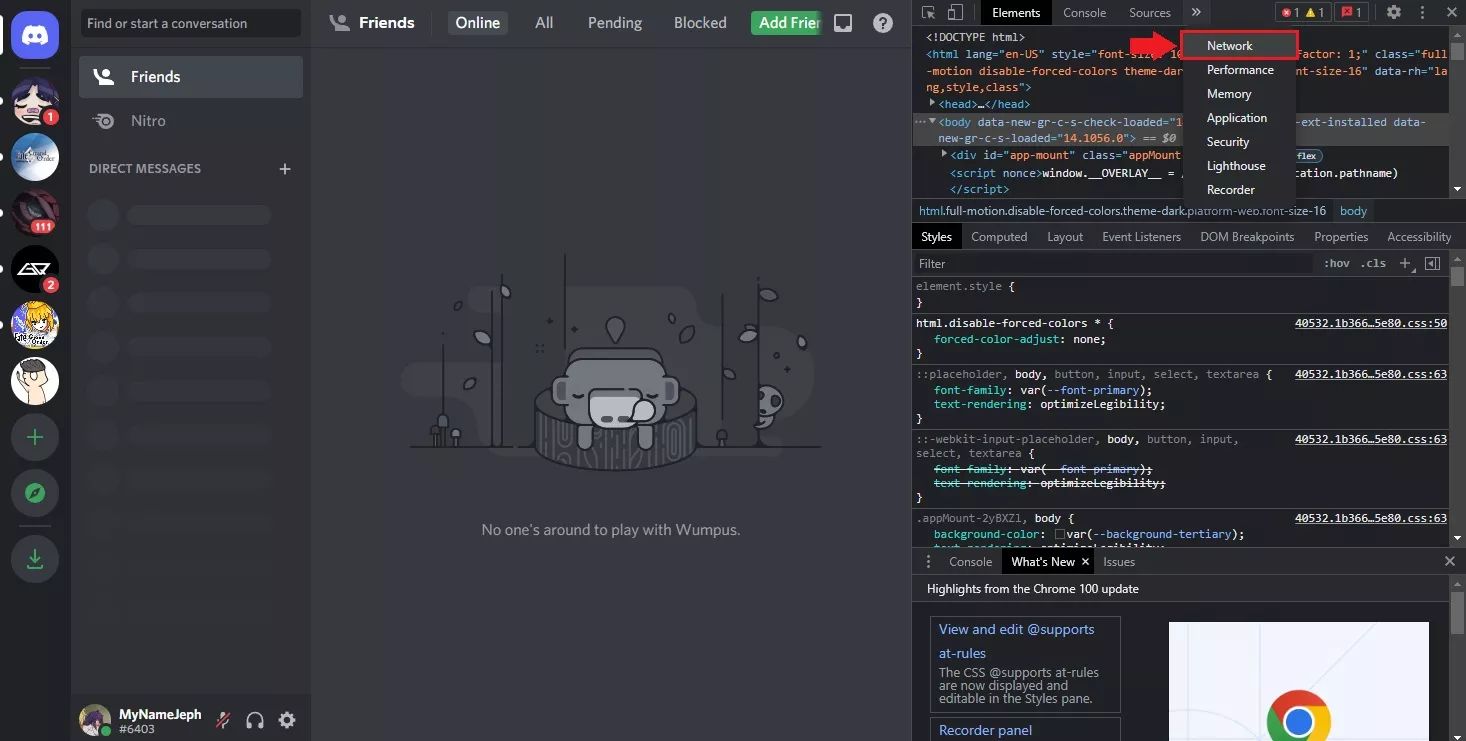 Find or start a conversation
Friends
Nitro
DIRECT MESSAGES
1
111
2
MyNameJeph
#6403
Friends
Online
All
Pending
Blocked
Add Frien
No one's around to play with Wumpus.
Elements
Console
Sources
1
1
1
<!DOCTYPE html>
<html lang="en-US" style="font-size: 10 factor: 1;" class="full
-motion disable-forced-colors theme-dar nt-size-16" data-rh="la
ng,style,class">
<head>…</head>
<body data-new-gr-c-s-check-loaded="1 -ext-installed data-
new-gr-c-s-loaded="14.1056.0"> == $0
<div id="app-mount" class="appMount flex
<script nonce>window.__OVERLAY__ = / cation.pathname)
</script>
Network
Performance
Memory
Application
Security
Lighthouse
Recorder
html.full-motion.disable-forced-colors.theme-dark.platform-web.font-size-16 body
Styles
Computed
Layout
Event Listeners
DOM Breakpoints
Properties
Accessibility
Filter
:hov .cls +
element.style {
}
html.disable-forced-colors * { 40532.1b366…5e80.css:50
forced-color-adjust: none;
}
::placeholder, body, button, input, select, textarea { 40532.1b366…5e80.css:63
font-family: var(--font-primary);
text-rendering: optimizeLegibility;
}
::-webkit-input-placeholder, body, button, input, 40532.1b366…5e80.css:63
select, textarea {
font-family: var(--font-primary);
text-rendering: optimizeLegibility;
}
.appMount-2yBXZl, body { 40532.1b366…5e80.css:63
background-color: var(--background-tertiary);
text-rendering: optimizeLegibility;
Console
What's New
Issues
Highlights from the Chrome 100 update
View and edit @supports
at-rules
The CSS @supports at-rules
are now displayed and
editable in the Styles pane.
Recorder panel